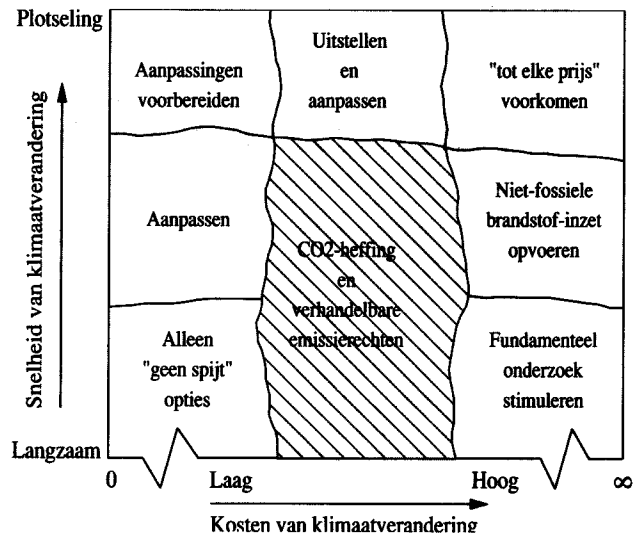 Plotseling
Snelheid van klimaatverandering
Langzaam
Aanpassingen
voorbereiden
Uitstellen
en
aanpassen
"tot elke prijs"
voorkomen
Aanpassen
CO2-heffing
en
verhandelbare
emissierechten
Niet-fossiele
brandstof-inzet
opvoeren
Alleen
"geen spijt"
opties
Fundamenteel
onderzoek
stimuleren
0
Laag
Hoog
∞
Kosten van klimaatverandering